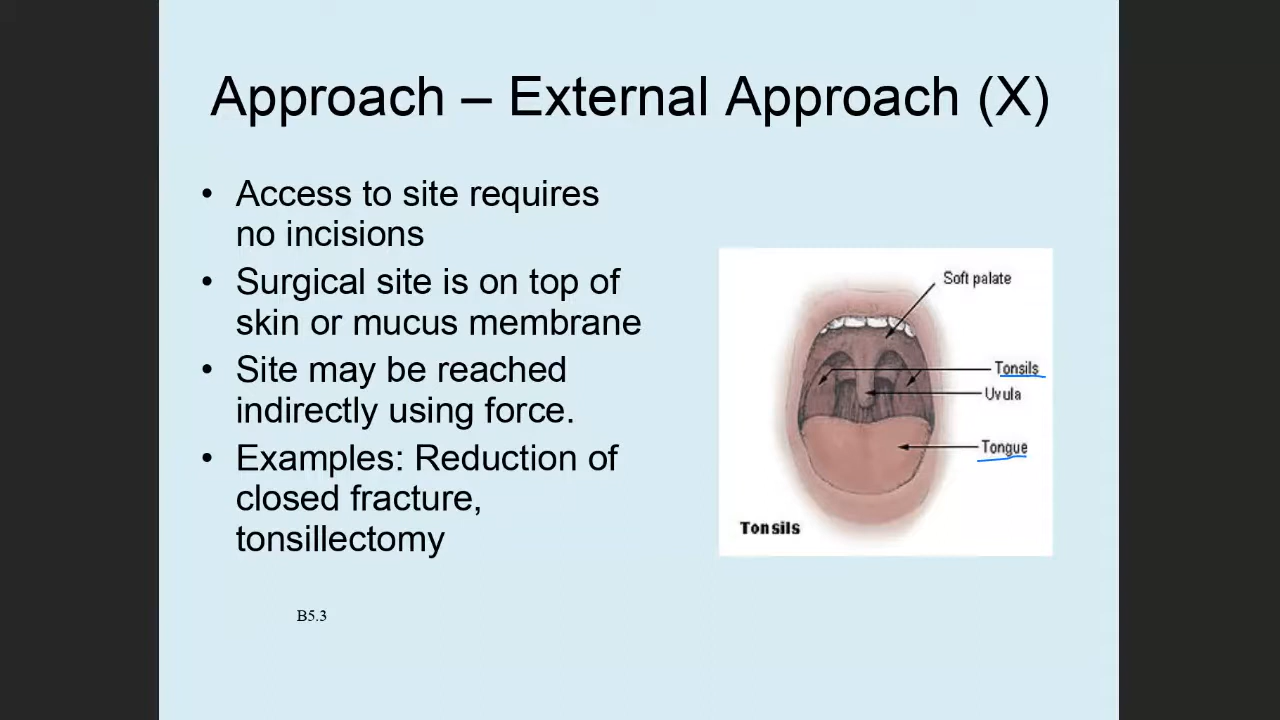 Approach – External Approach (X)
• Access to site requires
no incisions
• Surgical site is on top of
skin or mucus membrane
• Site may be reached
indirectly using force.
• Examples: Reduction of
closed fracture,
tonsillectomy
Soft palate
Tonsils
Uvula
Tongue
Tonsils
B5.3